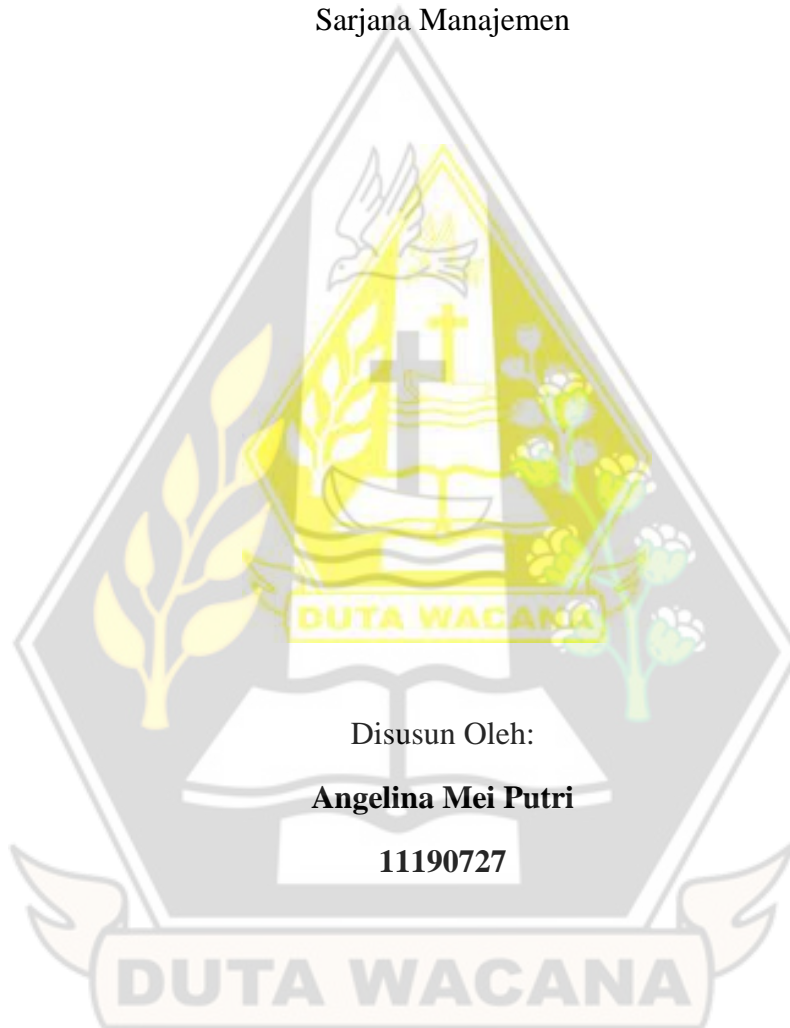 Sarjana Manajemen
DUTA WACANA
Disusun Oleh:
Angelina Mei Putri
11190727
DUTA WACANA